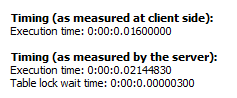 Timing (as measured at client side):
Execution time: 0:00:0.01600000
Timing (as measured by the server):
Execution time: 0:00:0.02144830
Table lock wait time: 0:00:0.00000300